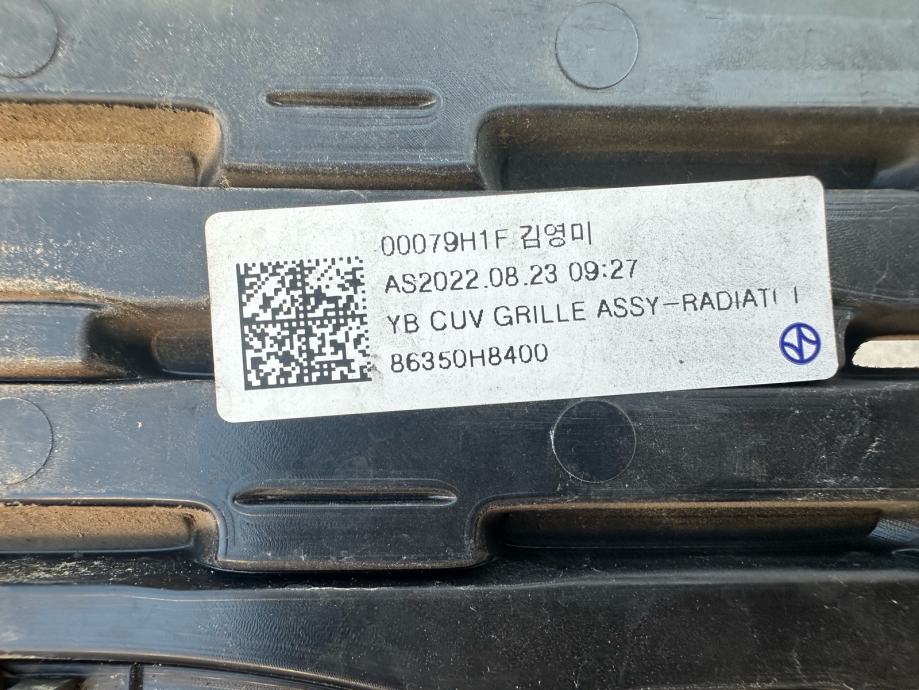 00079H1F 김영미
AS2022.08.23 09:27
YB CUV GRILLE ASSY-RADIAT
86350H8400